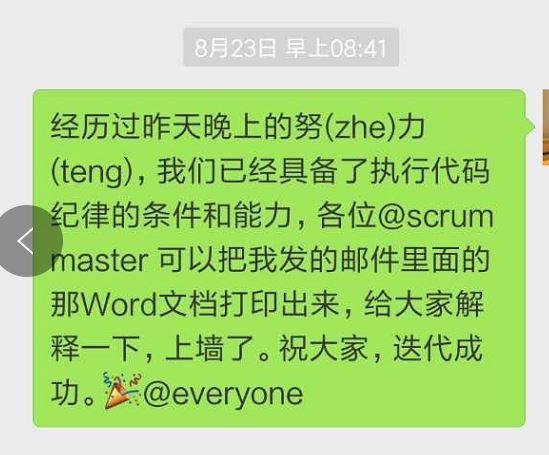 8月23日 早上08:41
经历过昨天晚上的努(zhe)力
(teng)，我们已经具备了执行代码
纪律的条件和能力，各位@scrum
master 可以把我发的邮件里面的
那Word文档打印出来，给大家解
释一下，上墙了。祝大家，迭代成
功。🎉@everyone